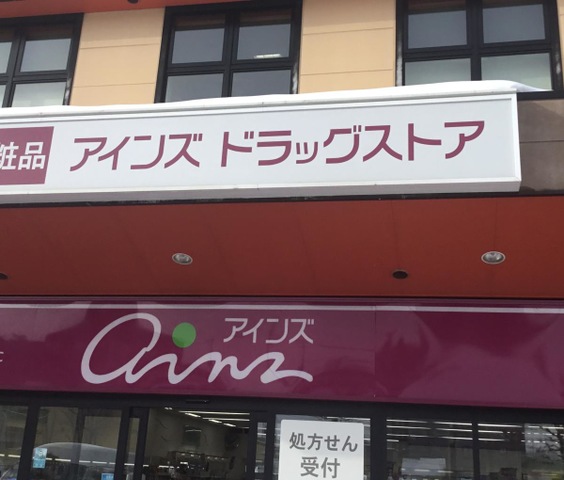 粧品 アインズ ドラッグストア
アインズ
ainz
処方せん
受付